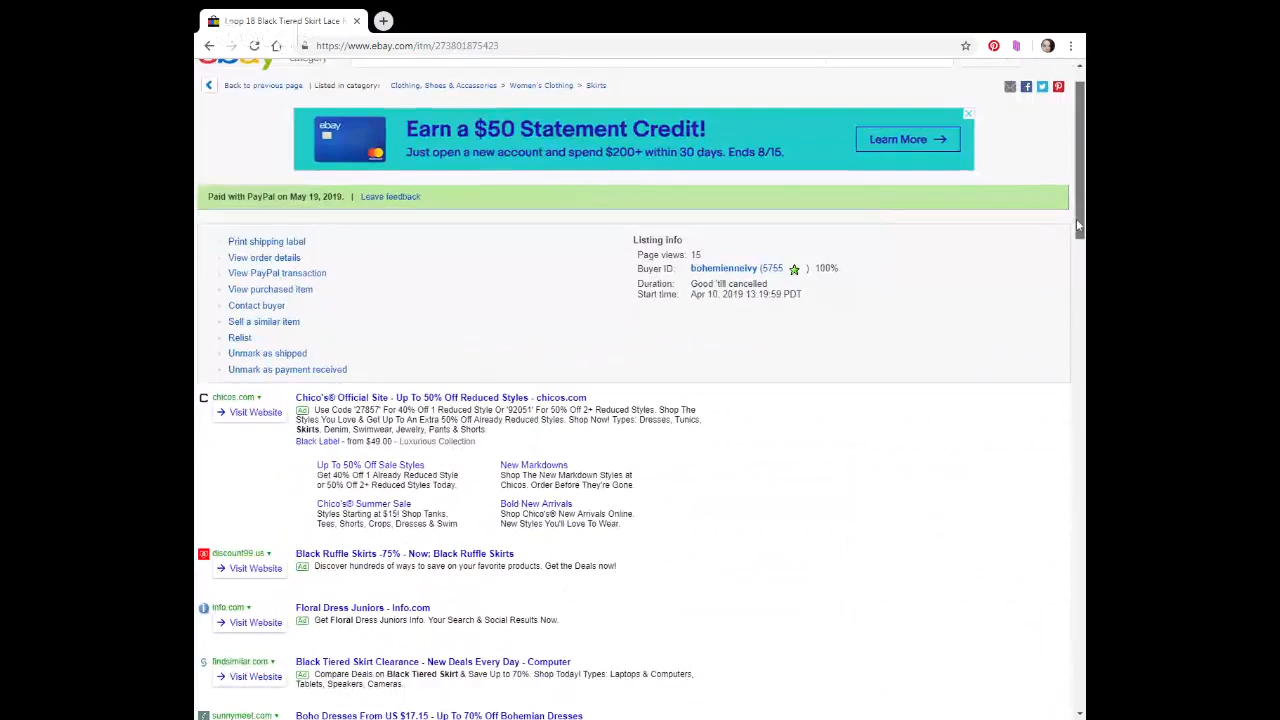 Loop 18 Black Tiered Skirt Lace
https://www.ebay.com/itm/273801875423
ebay
category
Back to previous page | Listed in category: Clothing, Shoes & Accessories > Women's Clothing > Skirts
ebay
Earn a $50 Statement Credit!
Just open a new account and spend $200+ within 30 days. Ends 8/15.
Learn More →
Paid with PayPal on May 19, 2019. | Leave feedback
Print shipping label
View order details
View PayPal transaction
View purchased item
Contact buyer
Sell a similar item
Relist
Unmark as shipped
Unmark as payment received
Listing info
Page views: 15
Buyer ID: bohemienneivy (5755 ) 100%
Duration: Good 'till cancelled
Start time: Apr 10, 2019 13:19:59 PDT
chicos.com
→ Visit Website
Chico's® Official Site - Up To 50% Off Reduced Styles - chicos.com
Ad Use Code '27857' For 40% Off 1 Reduced Style Or '92051' For 50% Off 2+ Reduced Styles. Shop The
Styles You Love & Get Up To An Extra 50% Off Already Reduced Styles. Shop Now! Types: Dresses, Tunics,
Skirts, Denim, Swimwear, Jewelry, Pants & Shorts
Black Label - from $49.00 - Luxurious Collection
Up To 50% Off Sale Styles
Get 40% Off 1 Already Reduced Style
or 50% Off 2+ Reduced Styles Today.
New Markdowns
Shop The New Markdown Styles at
Chicos. Order Before They're Gone.
Chico's® Summer Sale
Styles Starting at $15! Shop Tanks,
Tees, Shorts, Crops, Dresses & Swim
Bold New Arrivals
Shop Chico's® New Arrivals Online.
New Styles You'll Love To Wear.
discount99.us
→ Visit Website
Black Ruffle Skirts -75% - Now: Black Ruffle Skirts
Ad Discover hundreds of ways to save on your favorite products. Get the Deals now!
info.com
→ Visit Website
Floral Dress Juniors - Info.com
Ad Get Floral Dress Juniors Info. Your Search & Social Results Now.
findsimilar.com
→ Visit Website
Black Tiered Skirt Clearance - New Deals Every Day - Computer
Ad Compare Deals on Black Tiered Skirt & Save Up to 70%. Shop Today! Types: Laptops & Computers,
Tablets, Speakers, Cameras.
sunnymeet.com
Boho Dresses From US $17.15 - Up To 70% Off Bohemian Dresses